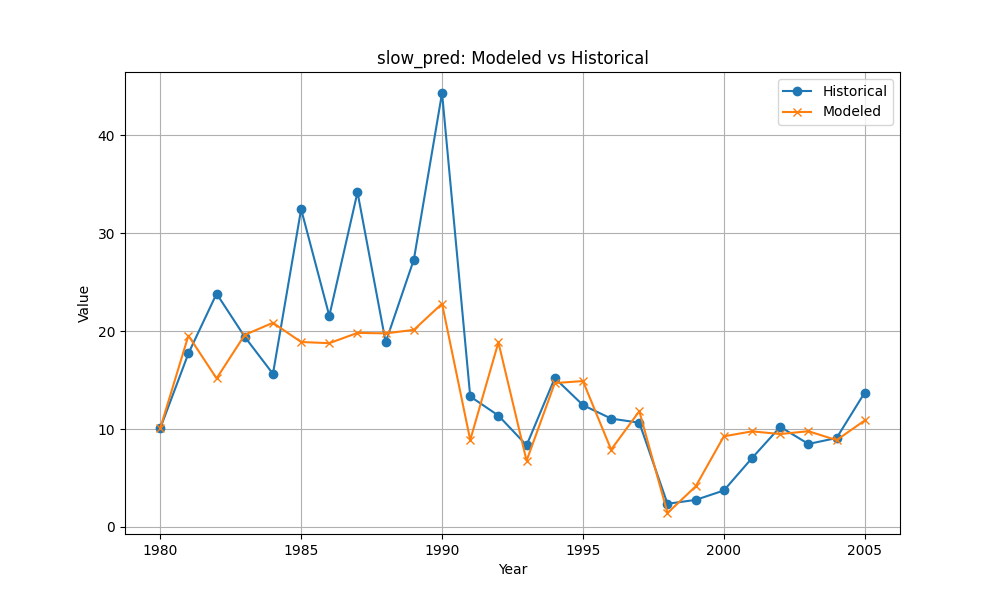 slow_pred: Modeled vs Historical
Historical
Modeled
Value
40
30
20
10
0
1980 1985 1990 1995 2000 2005
Year